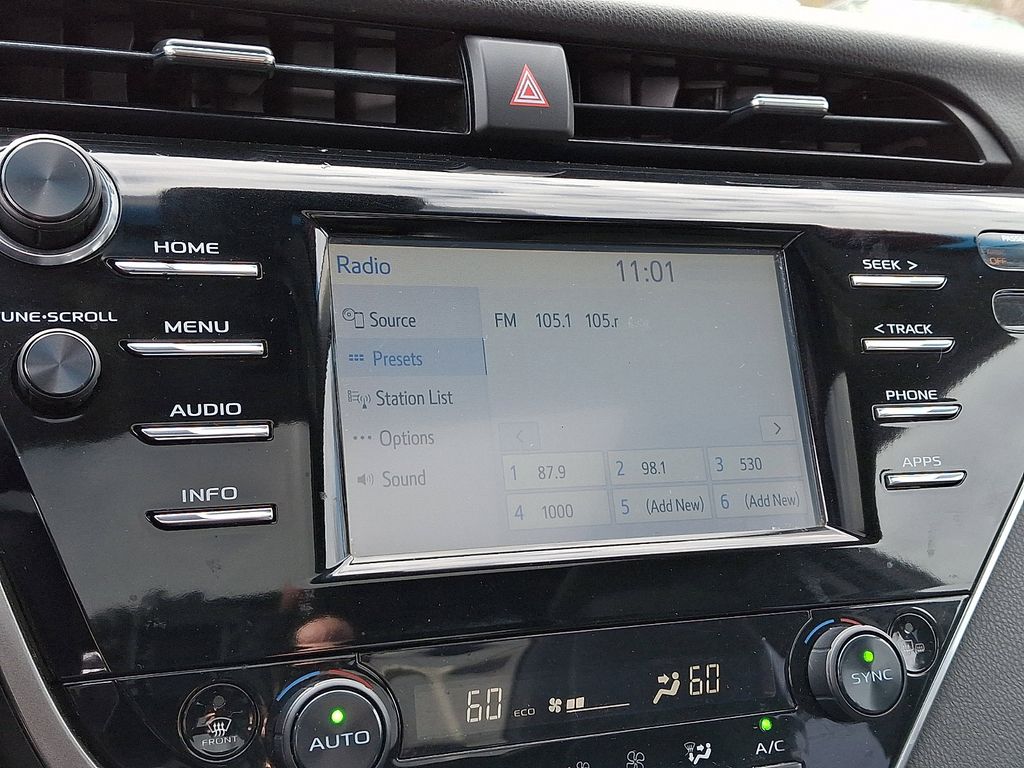 HOME
TUNE•SCROLL
MENU
AUDIO
INFO
Radio 11:01
Source
Presets
Station List
Options
Sound
FM 105.1 105.r
1 87.9 2 98.1 3 530
4 1000 5 (Add New) 6 (Add New)
SEEK >
< TRACK
PHONE
APPS
OFF
FRONT
AUTO
60 ECO 60
SYNC
A/C